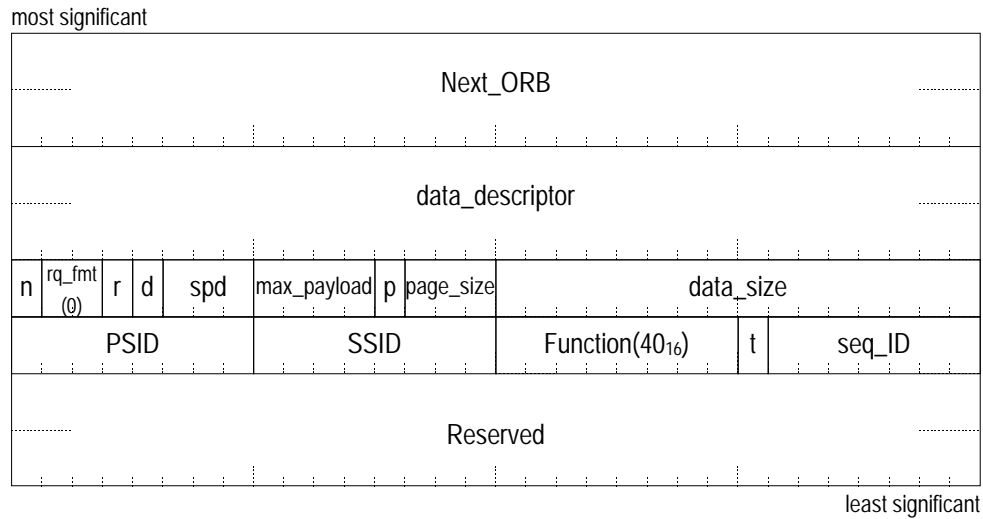 most significant
Next_ORB
data_descriptor
n rq_fmt (0) r d spd max_payload p page_size data_size
PSID SSID Function(40₁₆) t seq_ID
Reserved
least significant